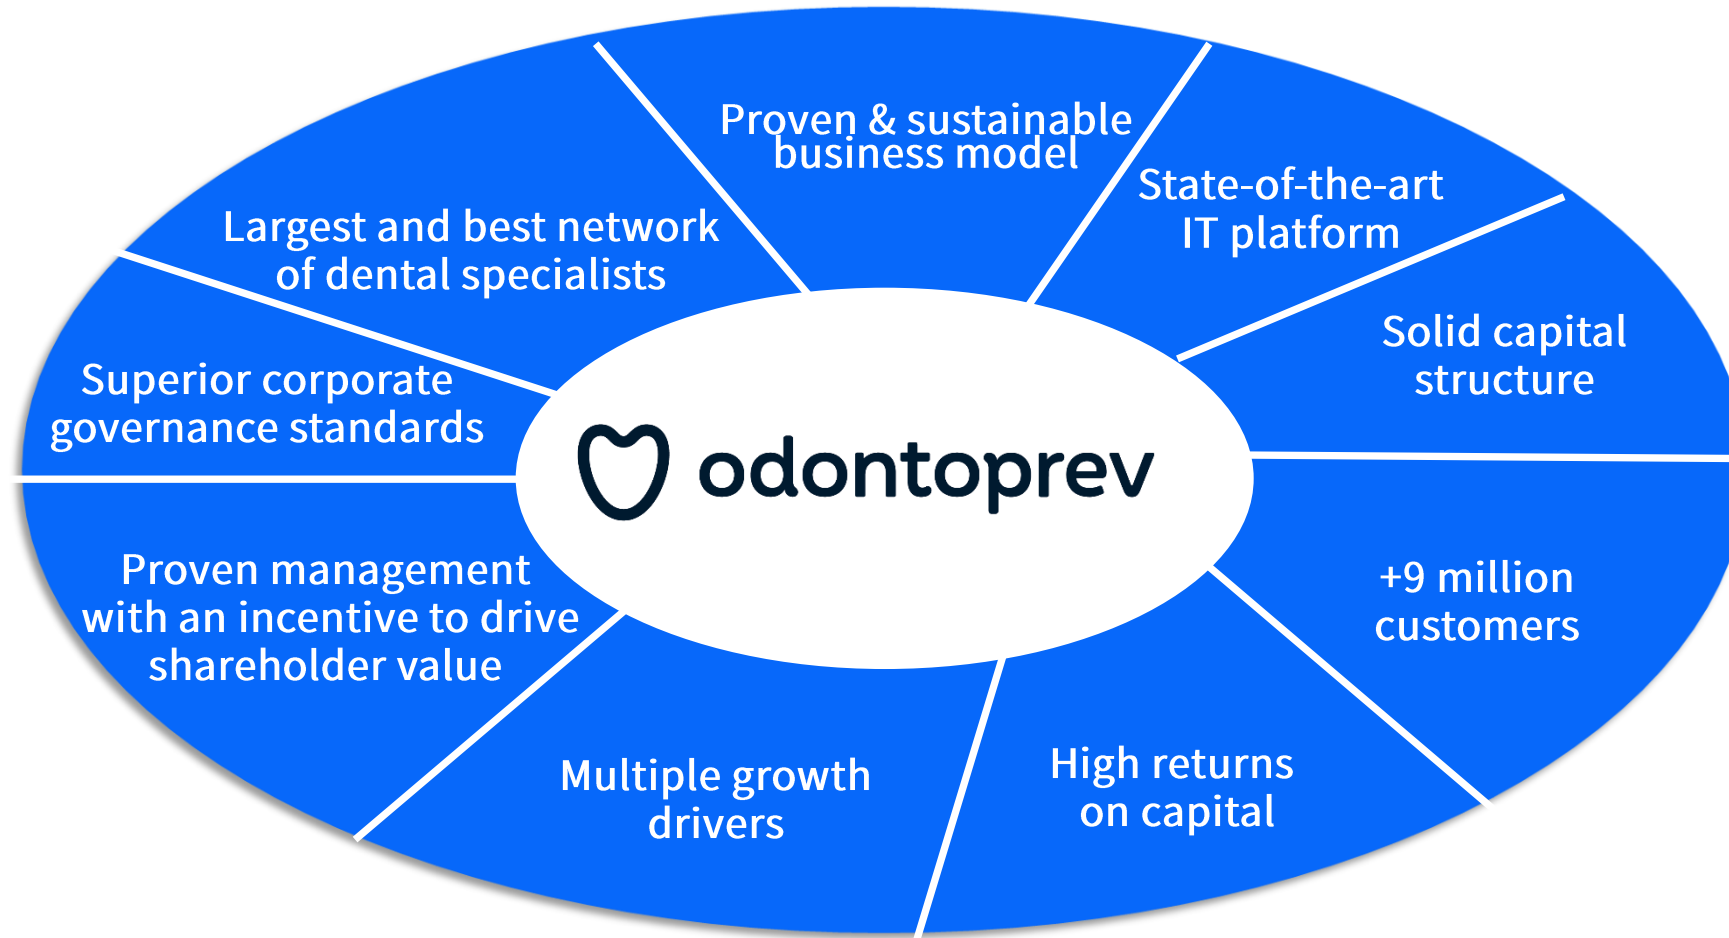 Proven & sustainable
business model
State-of-the-art
IT platform
Solid capital
structure
+9 million
customers
High returns
on capital
Multiple growth
drivers
Proven management
with an incentive to drive
shareholder value
Superior corporate
governance standards
Largest and best network
of dental specialists
odontoprev